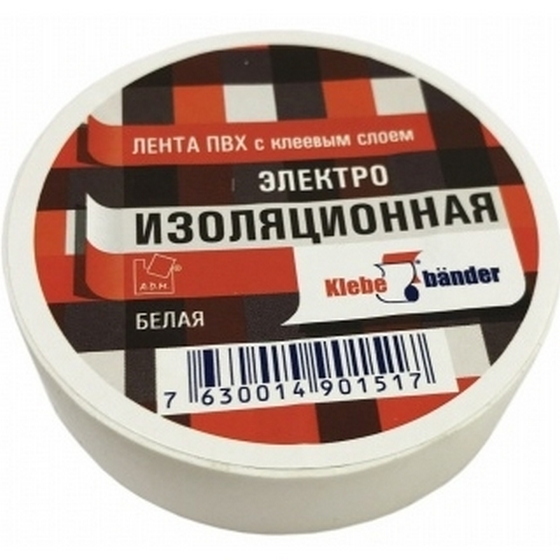 ЛЕНТА ПВХ с клеевым слоем
ЭЛЕКТРО
ИЗОЛЯЦИОННАЯ
A.D.M.®
Klebe bänder
БЕЛАЯ
7 630014 901517